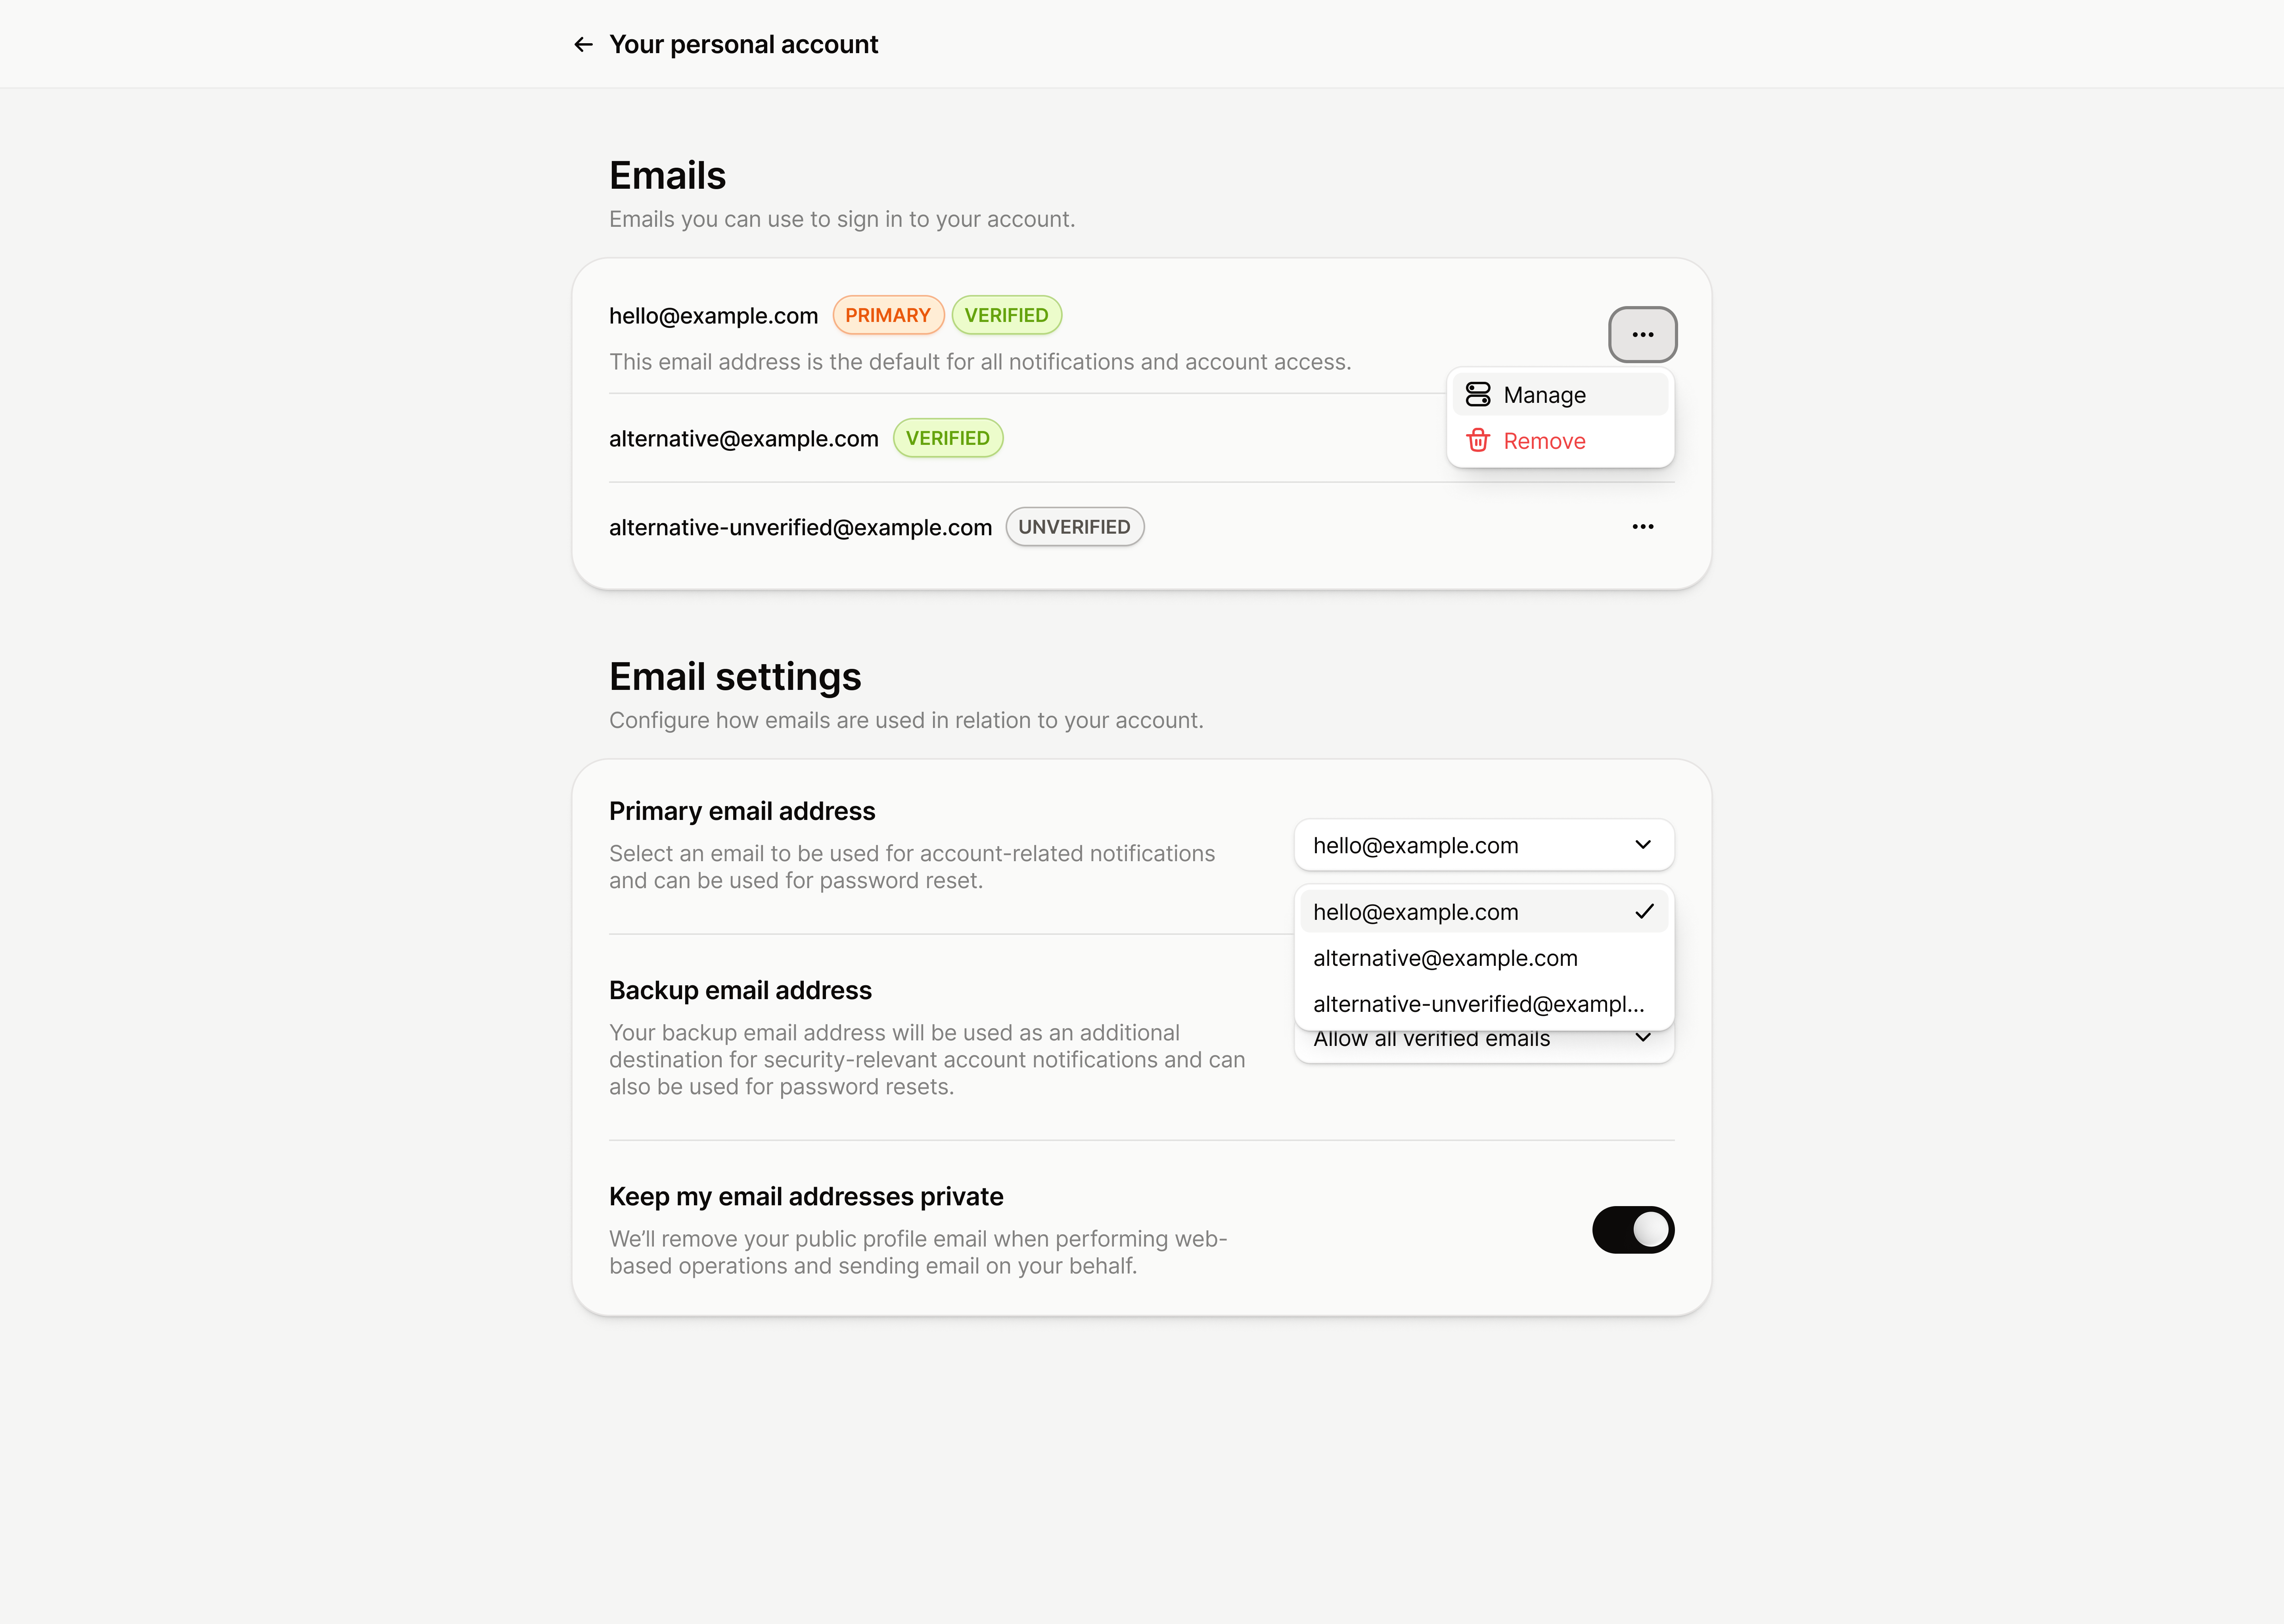 Your personal account
Emails
Emails you can use to sign in to your account.
hello@example.com PRIMARY VERIFIED
This email address is the default for all notifications and account access.
Manage
Remove
alternative@example.com VERIFIED
alternative-unverified@example.com UNVERIFIED
Email settings
Configure how emails are used in relation to your account.
Primary email address
Select an email to be used for account-related notifications
and can be used for password reset.
hello@example.com
hello@example.com
alternative@example.com
alternative-unverified@exampl...
Backup email address
Your backup email address will be used as an additional
destination for security-relevant account notifications and can
also be used for password resets.
Allow all verified emails
Keep my email addresses private
We’ll remove your public profile email when performing web-
based operations and sending email on your behalf.